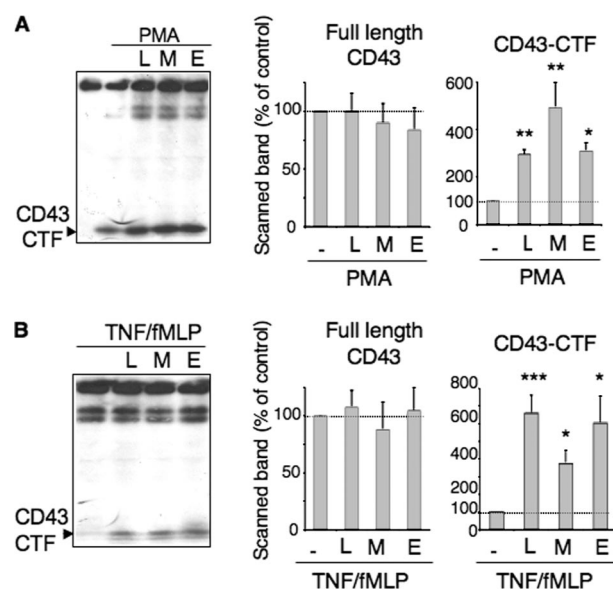 A
PMA
L M E
CD43
CTF
Full length
CD43
Scanned band (% of control)
100
50
0
- L M E
PMA
CD43-CTF
600
400
200
100
0
** ** *
- L M E
PMA
B
TNF/fMLP
L M E
CD43
CTF
Full length
CD43
Scanned band (% of control)
100
50
0
- L M E
TNF/fMLP
CD43-CTF
800
600
400
200
100
0
*** * *
- L M E
TNF/fMLP